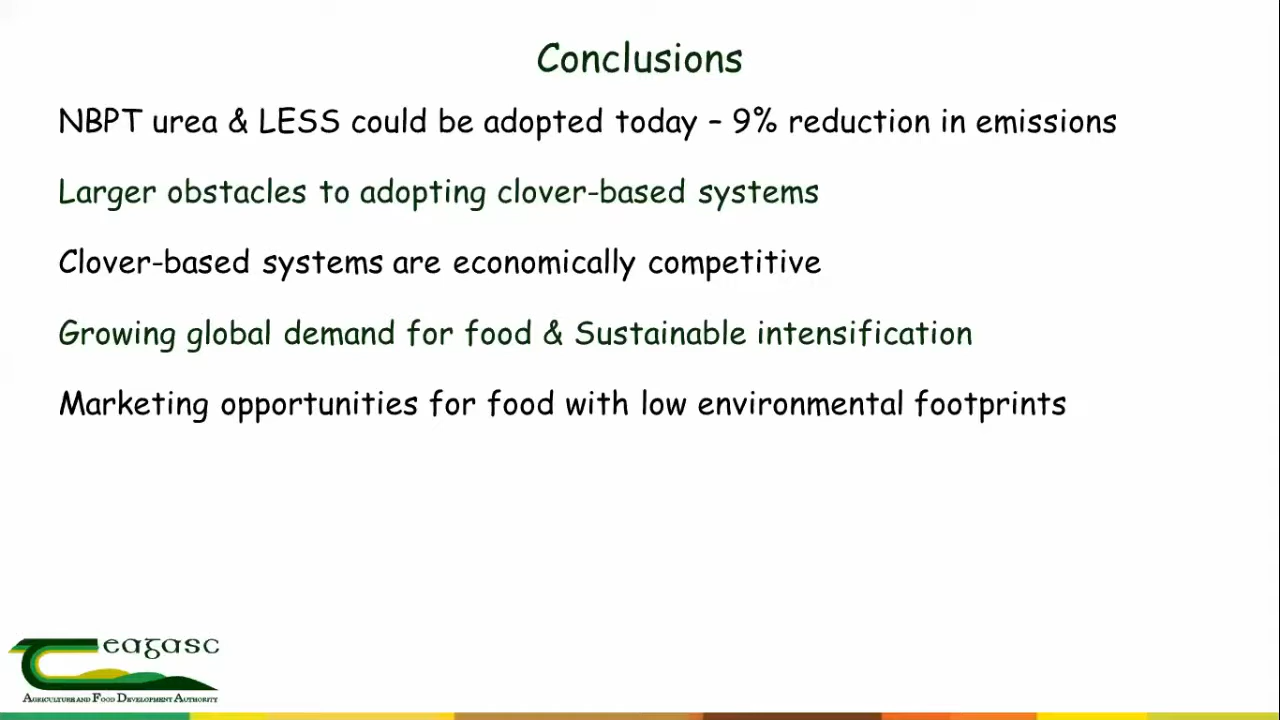 Conclusions
NBPT urea & LESS could be adopted today – 9% reduction in emissions
Larger obstacles to adopting clover-based systems
Clover-based systems are economically competitive
Growing global demand for food & Sustainable intensification
Marketing opportunities for food with low environmental footprints
Teagasc
Agriculture and Food Development Authority